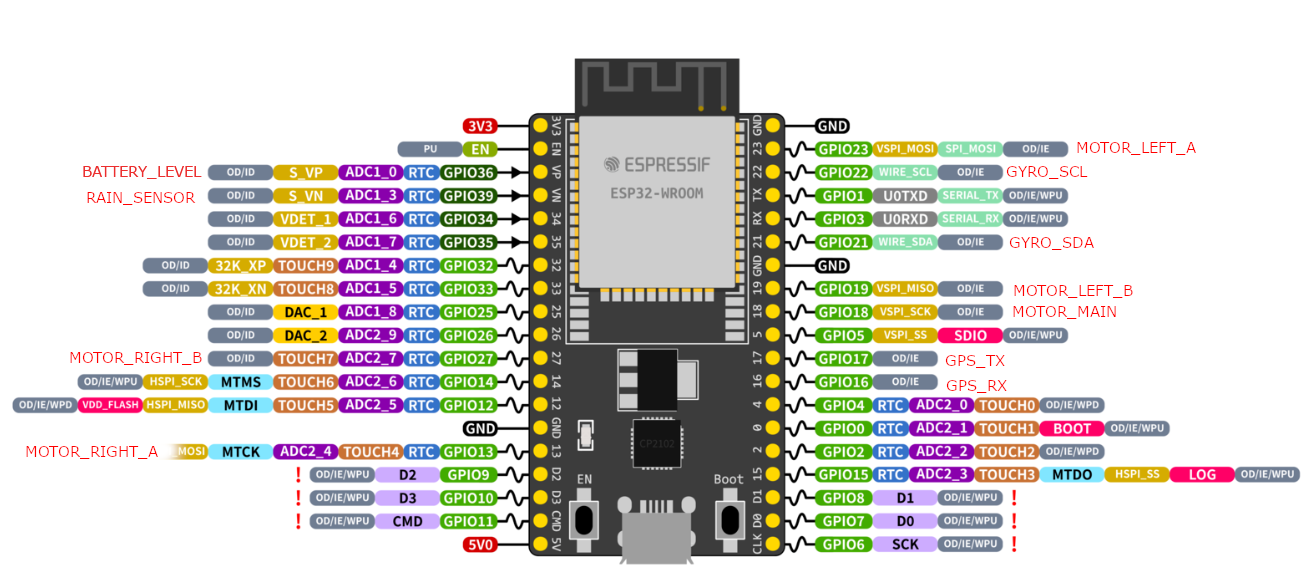 3V3 3V3 GND GND
PU EN EN 23 GPIO23 VSPI_MOSI SPI_MOSI OD/IE MOTOR_LEFT_A
BATTERY_LEVEL OD/ID S_VP ADC1_0 RTC GPIO36 VP ESPRESSIF 22 GPIO22 WIRE_SCL OD/IE GYRO_SCL
RAIN_SENSOR OD/ID S_VN ADC1_3 RTC GPIO39 VN ESP32-WROOM TX GPIO1 U0TXD SERIAL_TX OD/IE/WPU
OD/ID VDET_1 ADC1_6 RTC GPIO34 34 RX GPIO3 U0RXD SERIAL_RX OD/IE/WPU
OD/ID VDET_2 ADC1_7 RTC GPIO35 35 21 GPIO21 WIRE_SDA OD/IE GYRO_SDA
OD/ID 32K_XP TOUCH9 ADC1_4 RTC GPIO32 32 GND GND
OD/ID 32K_XN TOUCH8 ADC1_5 RTC GPIO33 33 19 GPIO19 VSPI_MISO OD/IE MOTOR_LEFT_B
OD/ID DAC_1 ADC1_8 RTC GPIO25 25 18 GPIO18 VSPI_SCK OD/IE MOTOR_MAIN
OD/ID DAC_2 ADC2_9 RTC GPIO26 26 5 GPIO5 VSPI_SS SDIO OD/IE/WPU
MOTOR_RIGHT_B OD/ID TOUCH7 ADC2_7 RTC GPIO27 27 17 GPIO17 OD/IE GPS_TX
OD/IE/WPU HSPI_SCK MTMS TOUCH6 ADC2_6 RTC GPIO14 14 16 GPIO16 OD/IE GPS_RX
OD/IE/WPD VDD_FLASH HSPI_MISO MTDI TOUCH5 ADC2_5 RTC GPIO12 12 4 GPIO4 RTC ADC2_0 TOUCH0 OD/IE/WPD
GND GND CP2102 0 GPIO0 RTC ADC2_1 TOUCH1 BOOT OD/IE/WPU
MOTOR_RIGHT_A MOSI MTCK ADC2_4 TOUCH4 RTC GPIO13 13 2 GPIO2 RTC ADC2_2 TOUCH2 OD/IE/WPD
! OD/IE/WPU D2 GPIO9 D2 EN Boot 15 GPIO15 RTC ADC2_3 TOUCH3 MTDO HSPI_SS LOG OD/IE/WPU
! OD/IE/WPU D3 GPIO10 D3 D1 GPIO8 D1 OD/IE/WPU !
! OD/IE/WPU CMD GPIO11 CMD D0 GPIO7 D0 OD/IE/WPU !
5V0 5V CLK GPIO6 SCK OD/IE/WPU !